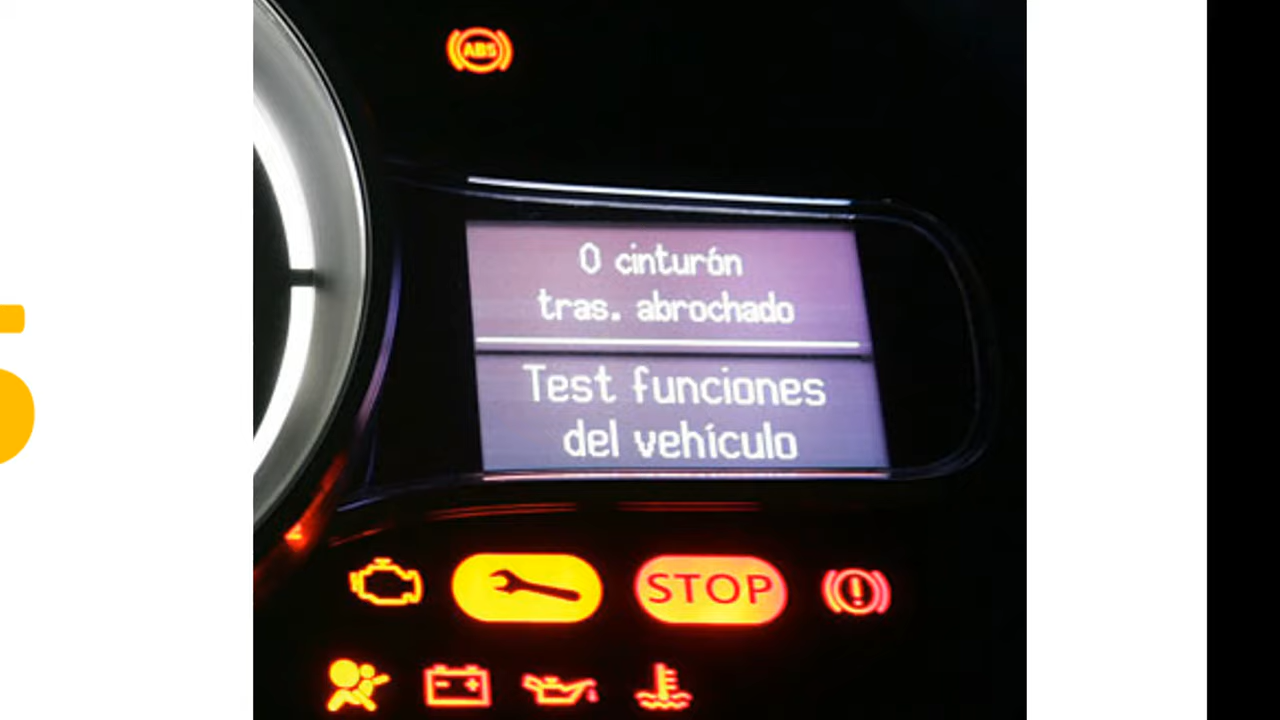 ABS
0 cinturón
tras. abrochado
Test funciones
del vehículo
STOP